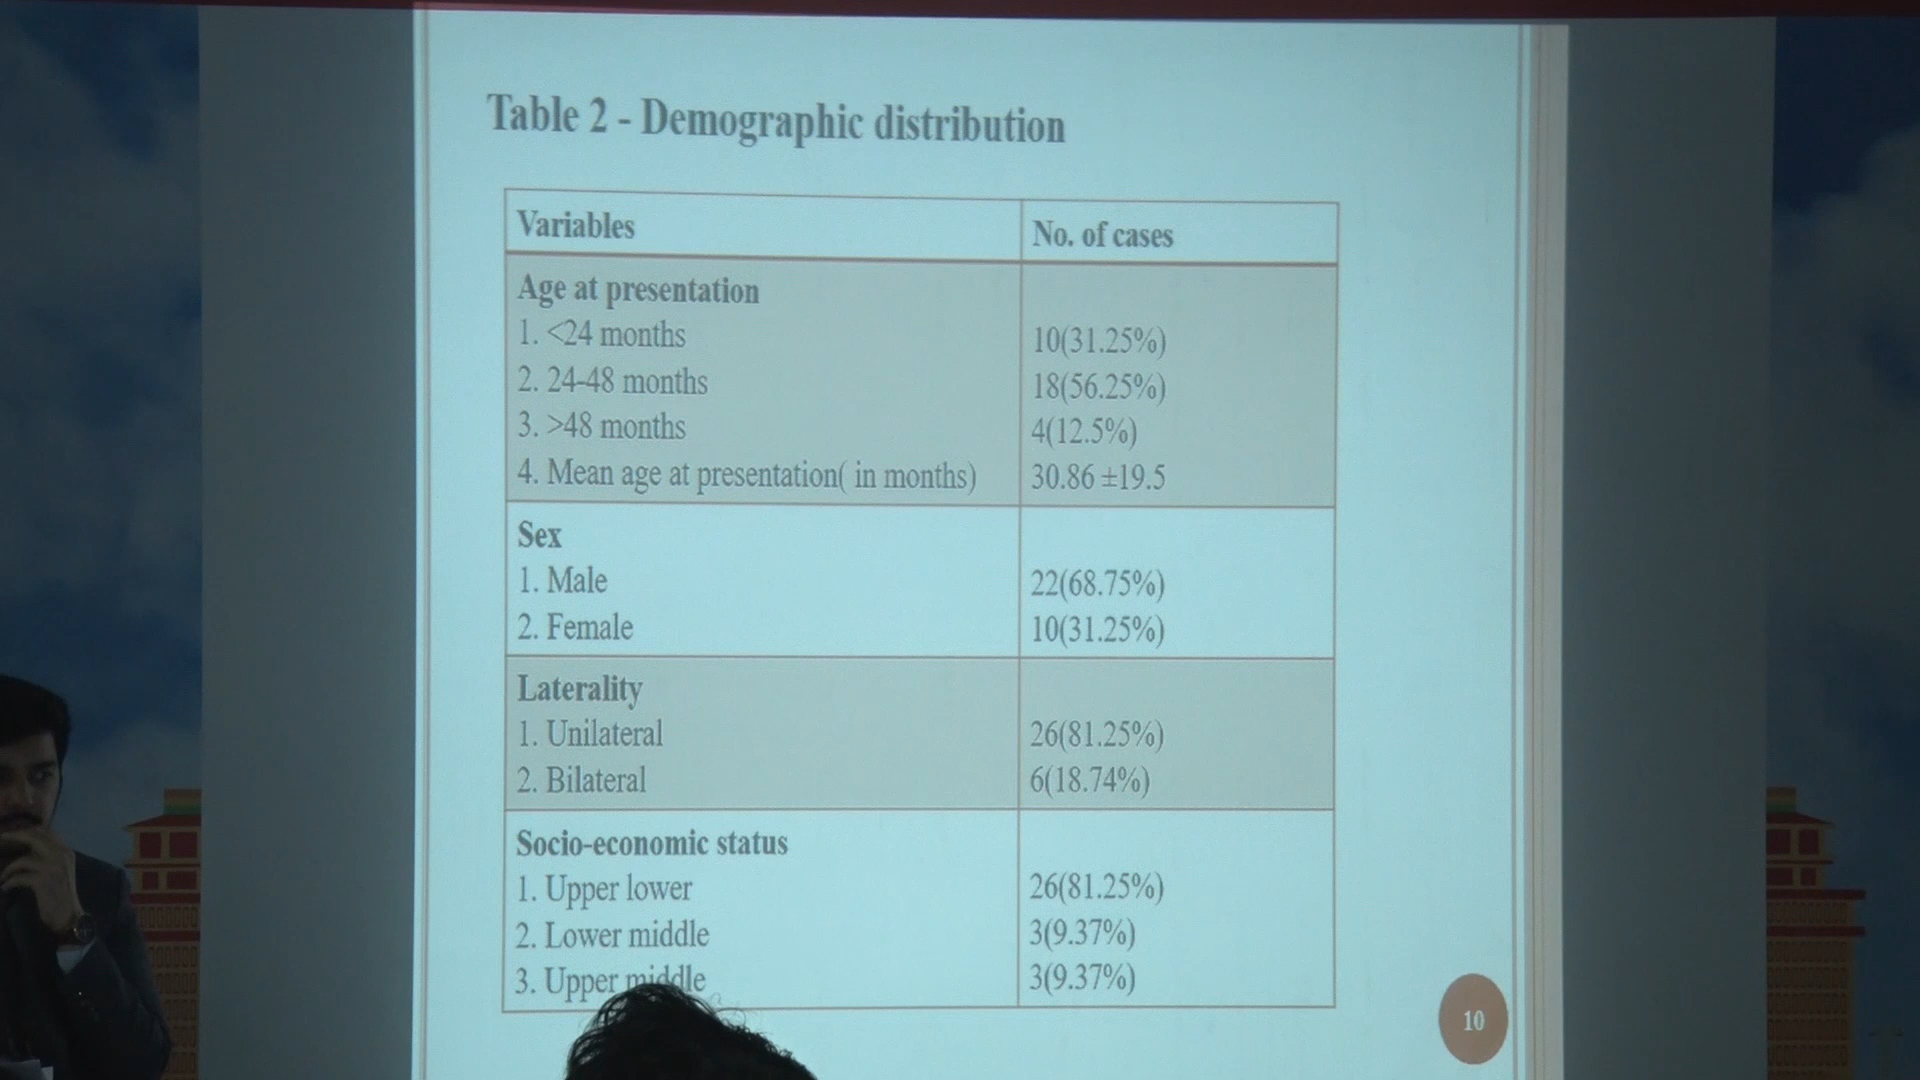 Table 2 - Demographic distribution
Variables No. of cases
Age at presentation
1. <24 months 10(31.25%)
2. 24-48 months 18(56.25%)
3. >48 months 4(12.5%)
4. Mean age at presentation( in months) 30.86 ±19.5
Sex
1. Male 22(68.75%)
2. Female 10(31.25%)
Laterality
1. Unilateral 26(81.25%)
2. Bilateral 6(18.74%)
Socio-economic status
1. Upper lower 26(81.25%)
2. Lower middle 3(9.37%)
3. Upper middle 3(9.37%)
10